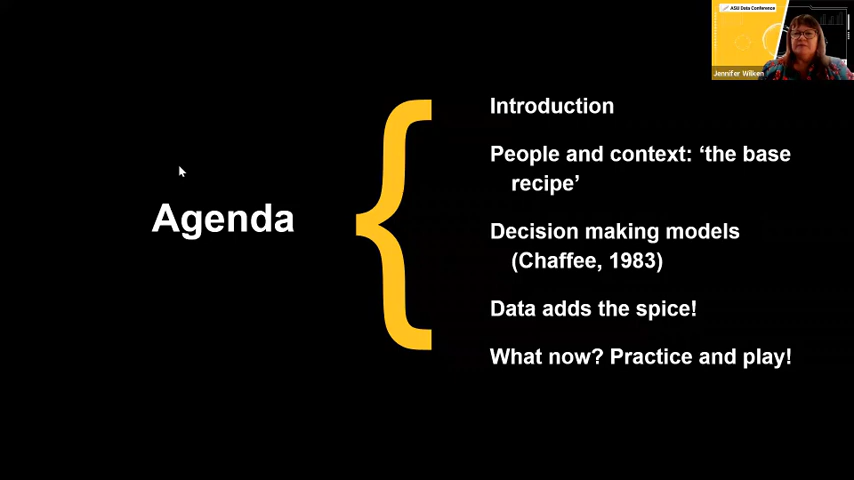 ASU Data Conference
Jennifer Wilken
Agenda
Introduction
People and context: ‘the base
recipe’
Decision making models
(Chaffee, 1983)
Data adds the spice!
What now? Practice and play!